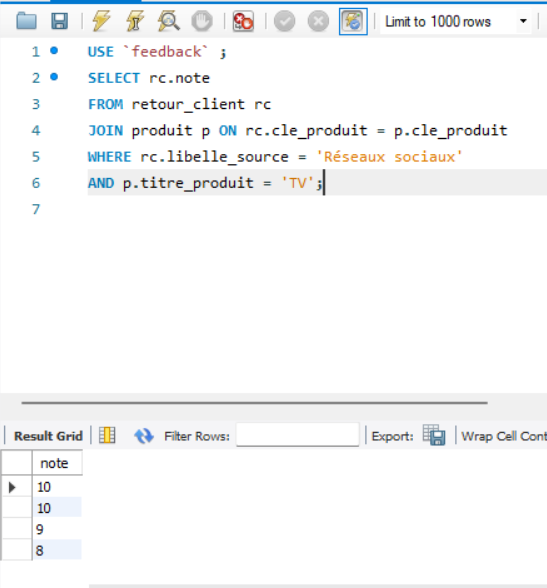 Limit to 1000 rows
1 USE `feedback` ;
2 SELECT rc.note
3 FROM retour_client rc
4 JOIN produit p ON rc.cle_produit = p.cle_produit
5 WHERE rc.libelle_source = 'Réseaux sociaux'
6 AND p.titre_produit = 'TV';
7
Result Grid Filter Rows: Export: Wrap Cell Cont
note
10
10
9
8